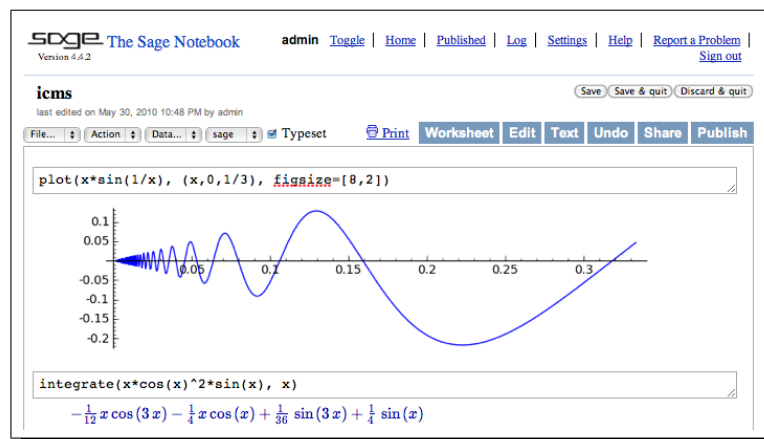 sage The Sage Notebook admin Toggle | Home | Published | Log | Settings | Help | Report a Problem |
Version 4.4.2 Sign out
icms Save Save & quit Discard & quit
last edited on May 30, 2010 10:48 PM by admin
File... Action Data... sage Typeset Print Worksheet Edit Text Undo Share Publish
plot(x*sin(1/x), (x,0,1/3), figsize=[8,2])
0.1
0.05
0.05 0.1 0.15 0.2 0.25 0.3
-0.05
-0.1
-0.15
-0.2
integrate(x*cos(x)^2*sin(x), x)
-1/12 x cos (3 x) - 1/4 x cos (x) + 1/36 sin (3 x) + 1/4 sin (x)